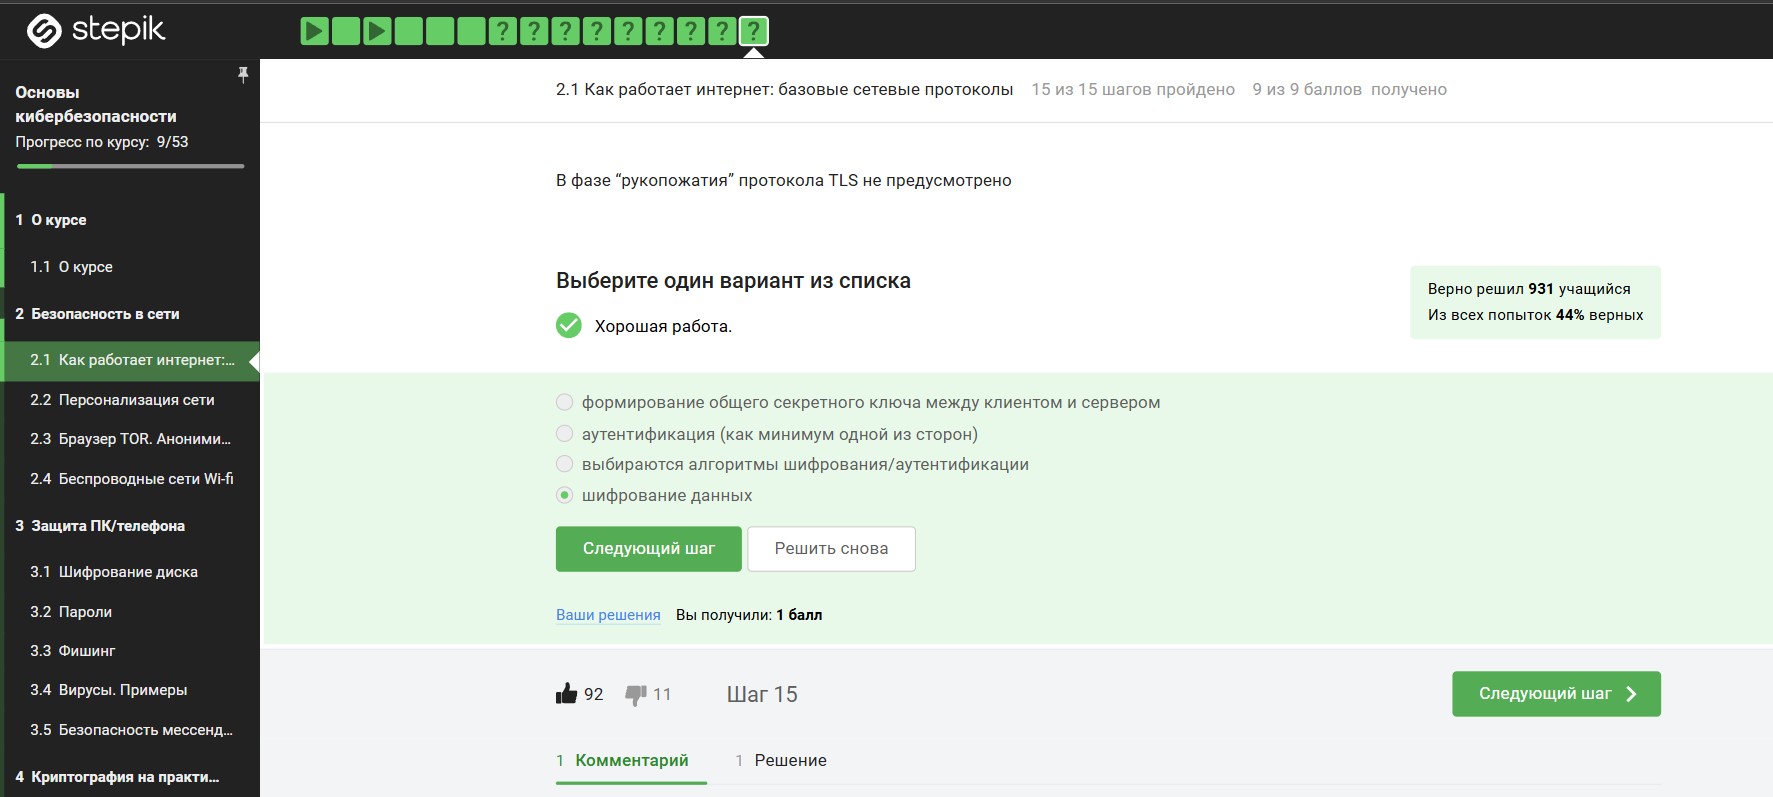 stepik
? ? ? ? ? ? ? ? ?
Основы
кибербезопасности
Прогресс по курсу: 9/53
1 О курсе
1.1 О курсе
2 Безопасность в сети
2.1 Как работает интернет:...
2.2 Персонализация сети
2.3 Браузер TOR. Аноними...
2.4 Беспроводные сети Wi-fi
3 Защита ПК/телефона
3.1 Шифрование диска
3.2 Пароли
3.3 Фишинг
3.4 Вирусы. Примеры
3.5 Безопасность мессенд...
4 Криптография на практи...
2.1 Как работает интернет: базовые сетевые протоколы 15 из 15 шагов пройдено 9 из 9 баллов получено
В фазе “рукопожатия” протокола TLS не предусмотрено
Выберите один вариант из списка
Хорошая работа.
Верно решил 931 учащийся
Из всех попыток 44% верных
формирование общего секретного ключа между клиентом и сервером
аутентификация (как минимум одной из сторон)
выбираются алгоритмы шифрования/аутентификации
шифрование данных
Следующий шаг Решить снова
Ваши решения Вы получили: 1 балл
92 11 Шаг 15 Следующий шаг
1 Комментарий 1 Решение